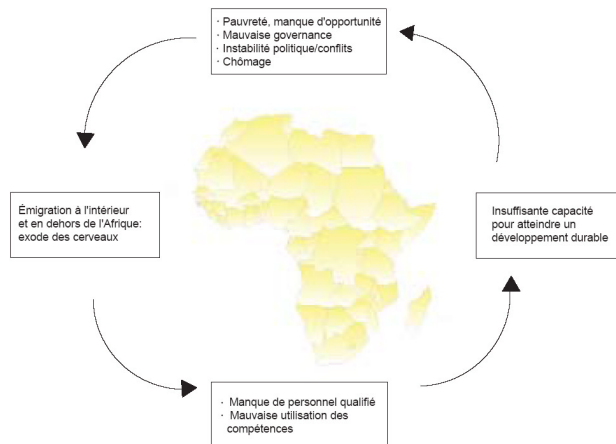 · Pauvreté, manque d'opportunité
· Mauvaise governance
· Instabilité politique/conflits
· Chômage
Émigration à l'intérieur
et en dehors de l'Afrique:
exode des cerveaux
Insuffisante capacité
pour atteindre un
développement durable
· Manque de personnel qualifié
· Mauvaise utilisation des
compétences